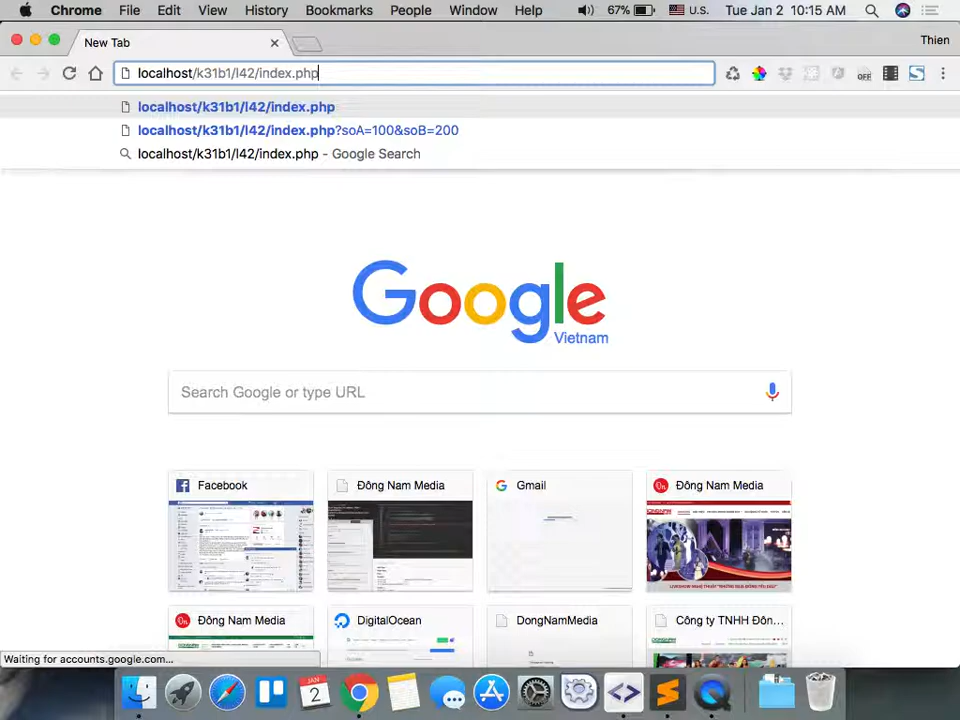 Chrome File Edit View History Bookmarks People Window Help 67% U.S. Tue Jan 2 10:15 AM
New Tab
Thien
localhost/k31b1/l42/index.php
OFF
localhost/k31b1/l42/index.php
localhost/k31b1/l42/index.php?soA=100&soB=200
localhost/k31b1/l42/index.php - Google Search
Google
Vietnam
Search Google or type URL
Facebook
Đông Nam Media
Gmail
Đông Nam Media
Đông Nam Media
DigitalOcean
DongNamMedia
Công ty TNHH Đôn...
Waiting for accounts.google.com...
JAN
2